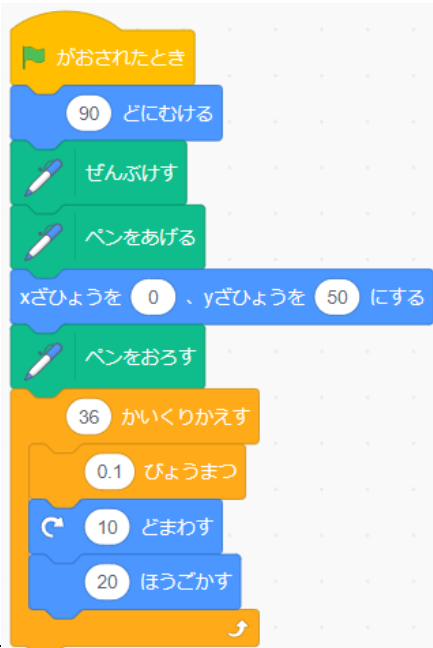 がおされたとき
90 どにむける
ぜんぶけす
ペンをあげる
xざひょうを 0 、yざひょうを 50 にする
ペンをおろす
36 かいくりかえす
0.1 びょうまつ
10 どまわす
20 ほうごかす